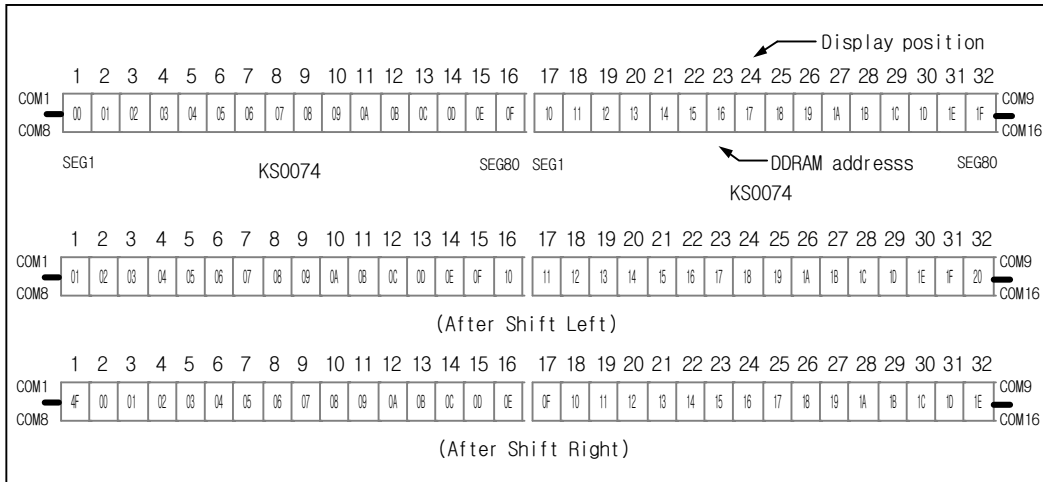 Display position
1 2 3 4 5 6 7 8 9 10 11 12 13 14 15 16 17 18 19 20 21 22 23 24 25 26 27 28 29 30 31 32
COM1 COM9
00 01 02 03 04 05 06 07 08 09 0A 0B 0C 0D 0E 0F 10 11 12 13 14 15 16 17 18 19 1A 1B 1C 1D 1E 1F
COM8 COM16
SEG1 KS0074 SEG80 SEG1 DDRAM addresss SEG80
KS0074
1 2 3 4 5 6 7 8 9 10 11 12 13 14 15 16 17 18 19 20 21 22 23 24 25 26 27 28 29 30 31 32
COM1 COM9
01 02 03 04 05 06 07 08 09 0A 0B 0C 0D 0E 0F 10 11 12 13 14 15 16 17 18 19 1A 1B 1C 1D 1E 1F 20
COM8 COM16
(After Shift Left)
1 2 3 4 5 6 7 8 9 10 11 12 13 14 15 16 17 18 19 20 21 22 23 24 25 26 27 28 29 30 31 32
COM1 COM9
4F 00 01 02 03 04 05 06 07 08 09 0A 0B 0C 0D 0E 0F 10 11 12 13 14 15 16 17 18 19 1A 1B 1C 1D 1E
COM8 COM16
(After Shift Right)